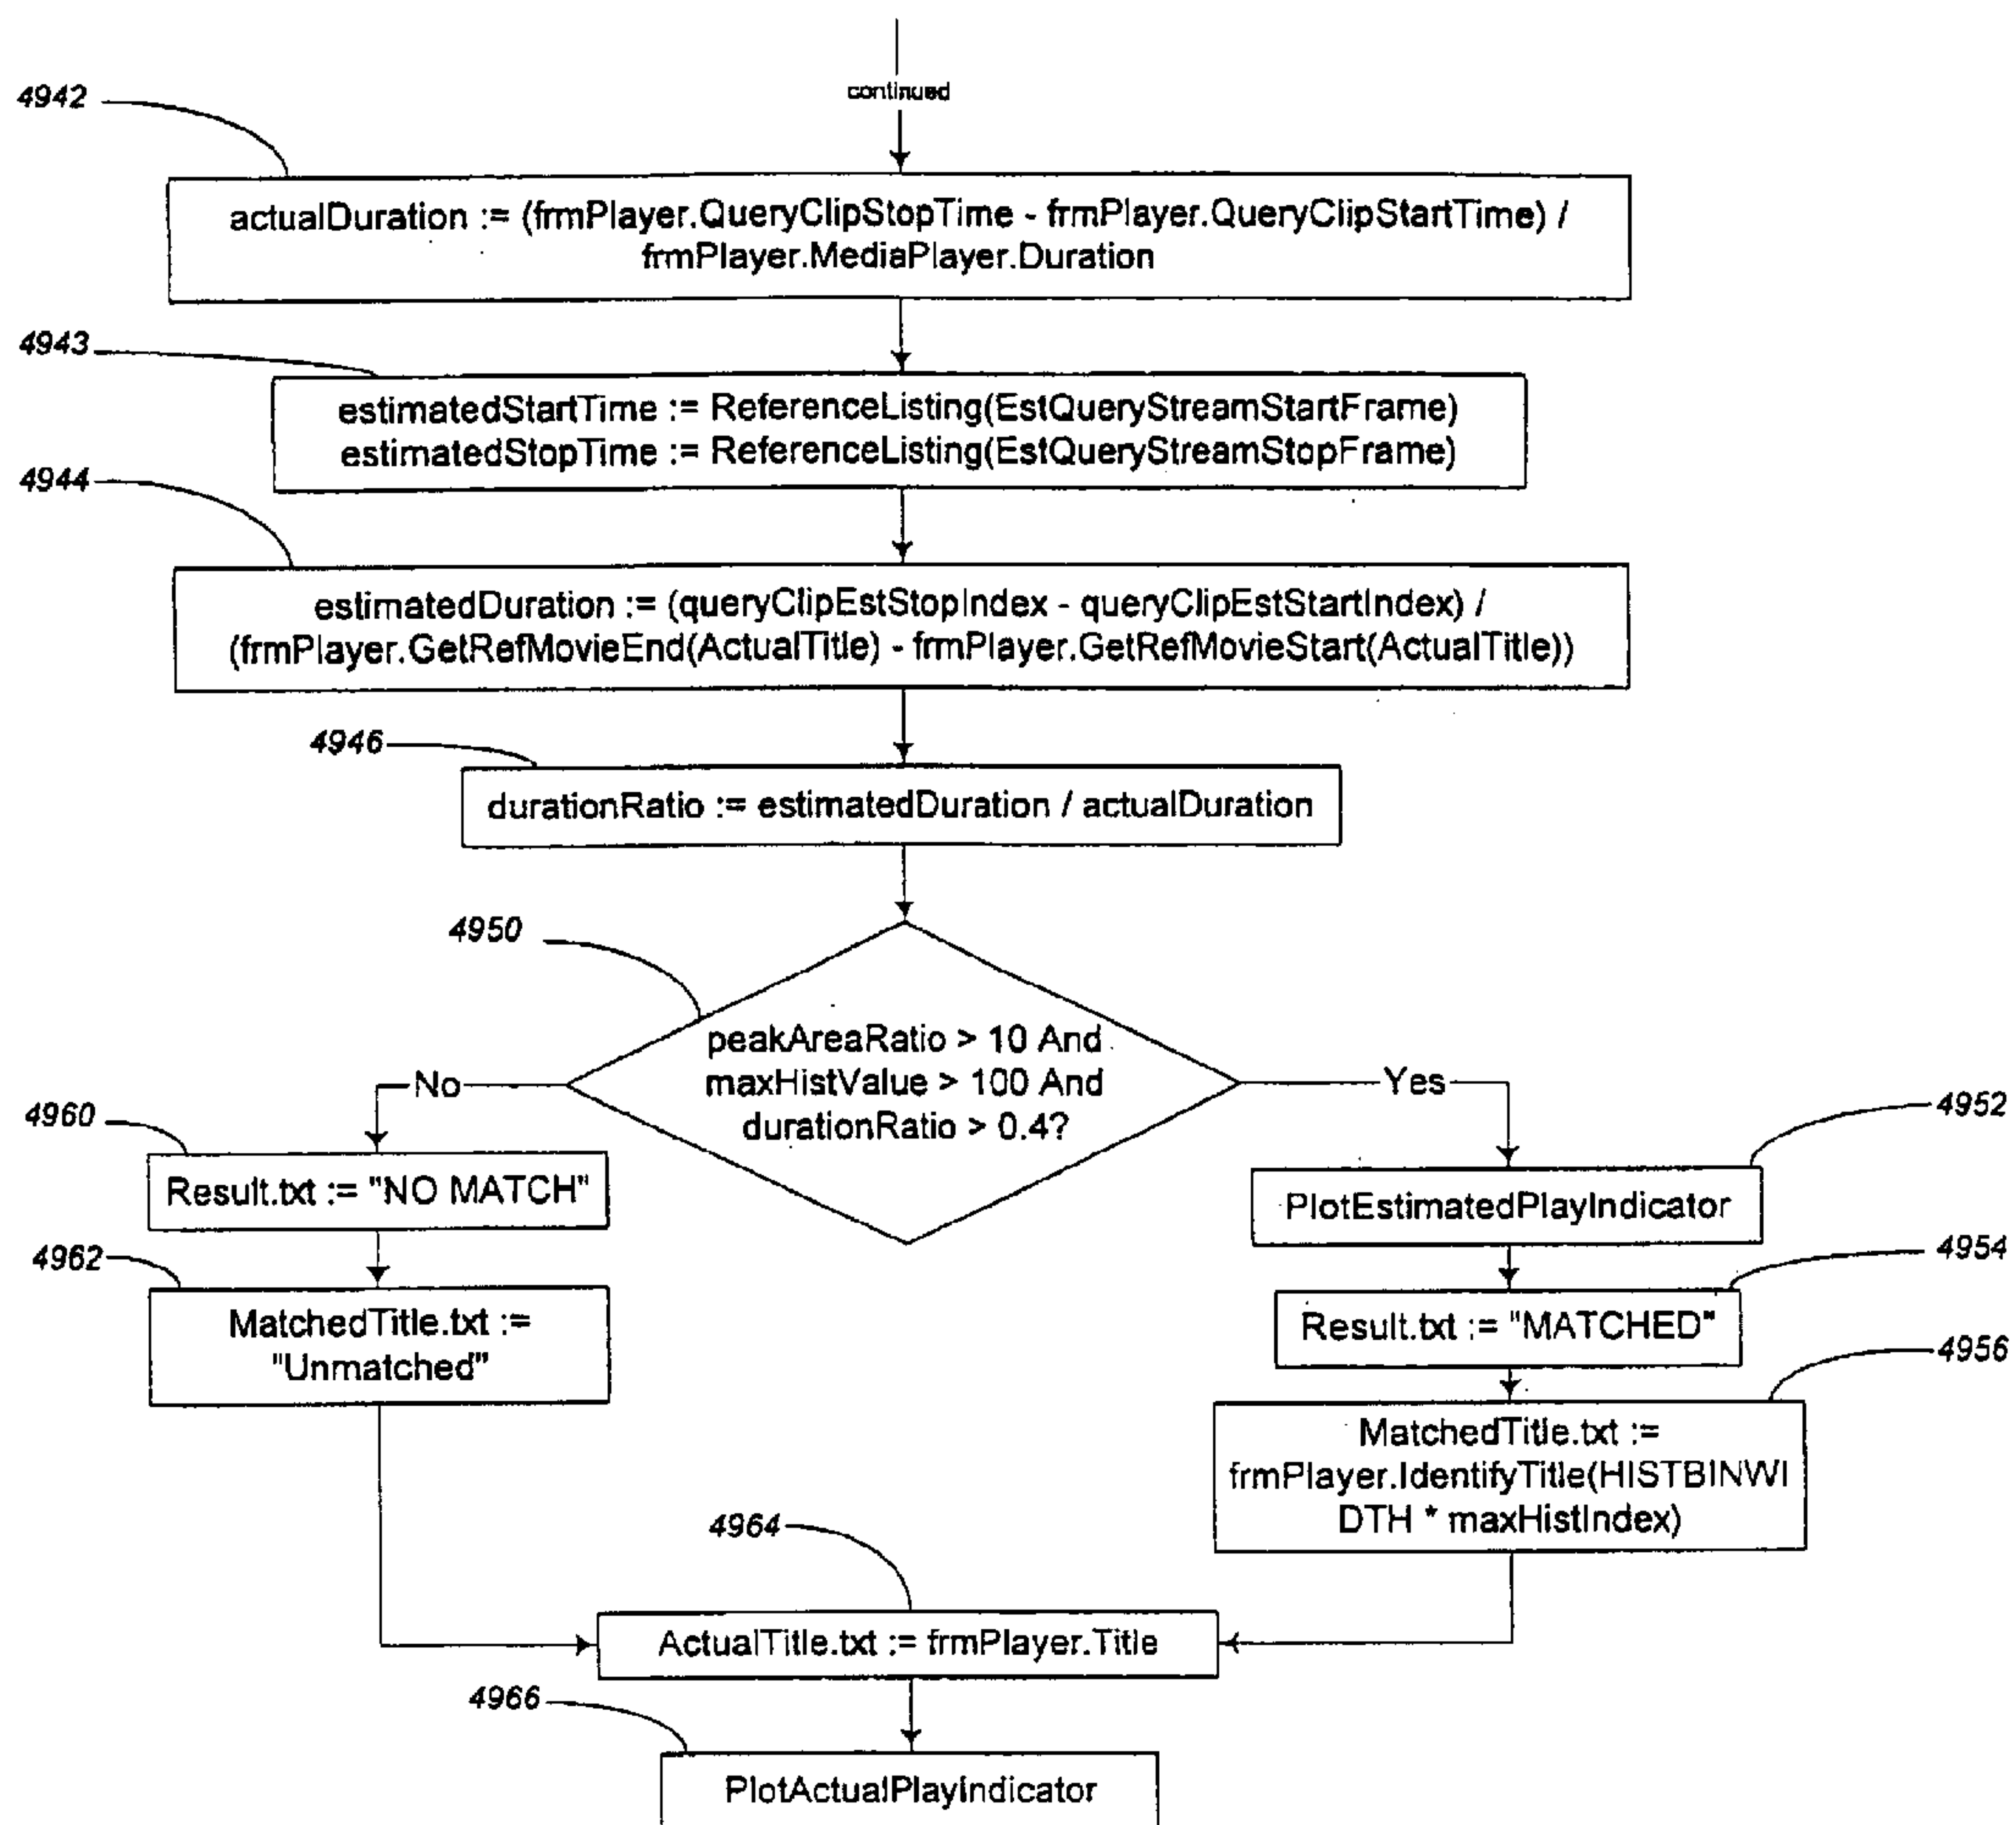 continued
4942
actualDuration := (frmPlayer.QueryClipStopTime - frmPlayer.QueryClipStartTime) /
frmPlayer.MediaPlayer.Duration
4943
estimatedStartTime := ReferenceListing(EstQueryStreamStartFrame)
estimatedStopTime := ReferenceListing(EstQueryStreamStopFrame)
4944
estimatedDuration := (queryClipEstStopIndex - queryClipEstStartIndex) /
(frmPlayer.GetRefMovieEnd(ActualTitle) - frmPlayer.GetRefMovieStart(ActualTitle))
4946
durationRatio := estimatedDuration / actualDuration
4950
peakAreaRatio > 10 And
maxHistValue > 100 And
durationRatio > 0.4?
No
Yes
4960
Result.txt := "NO MATCH"
4962
MatchedTitle.txt :=
"Unmatched"
4952
PlotEstimatedPlayIndicator
4954
Result.txt := "MATCHED"
4956
MatchedTitle.txt :=
frmPlayer.IdentifyTitle(HISTBINWI
DTH * maxHistIndex)
4964
ActualTitle.txt := frmPlayer.Title
4966
PlotActualPlayIndicator